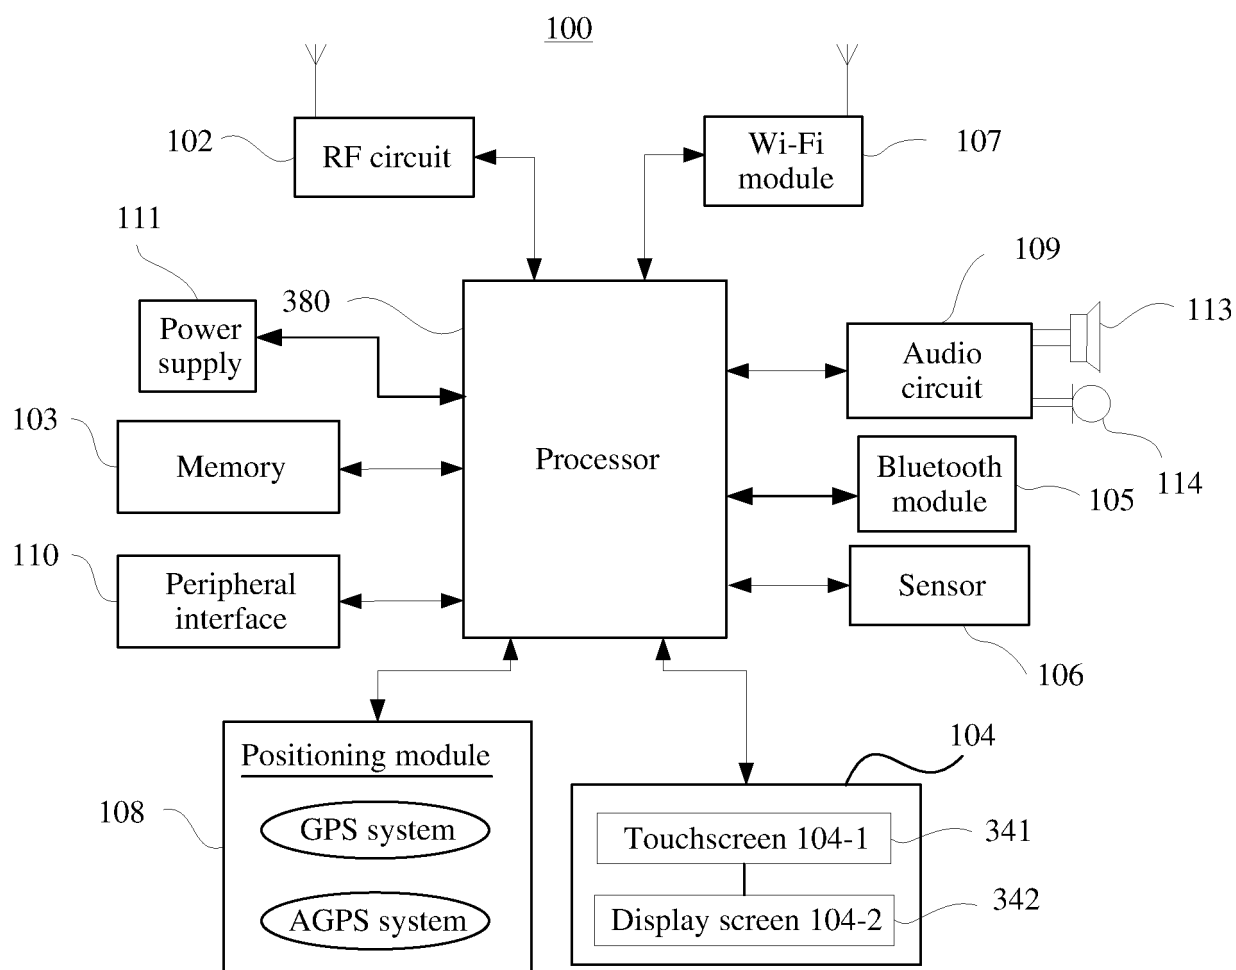 100
102
RF circuit
Wi-Fi
module
107
111
380
109
113
Power
supply
Audio
circuit
103
Memory
Processor
Bluetooth
module
105
114
110
Peripheral
interface
Sensor
106
Positioning module
104
108
GPS system
Touchscreen 104-1
341
AGPS system
Display screen 104-2
342